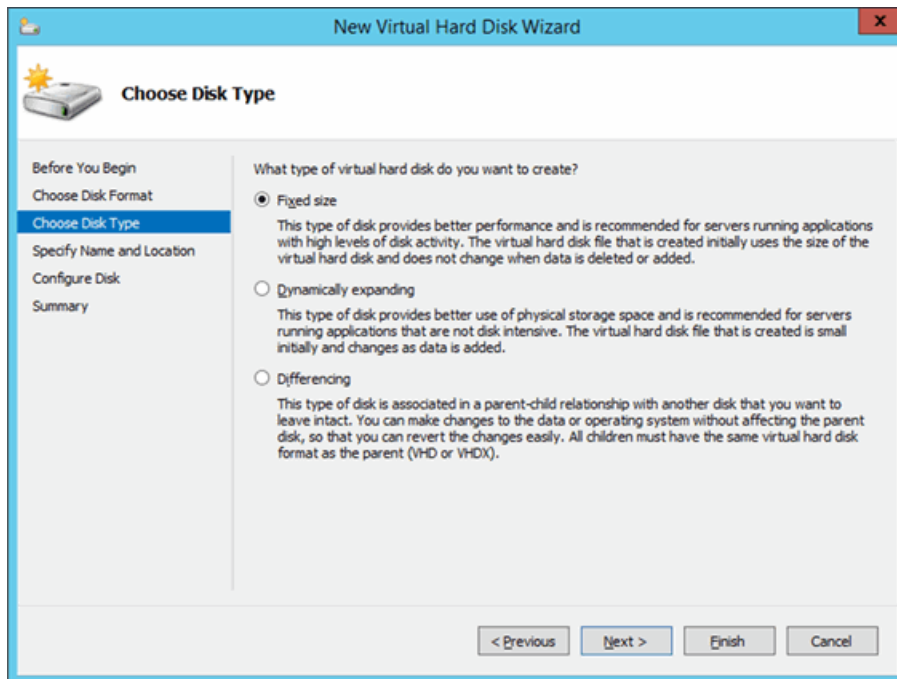 New Virtual Hard Disk Wizard
x
Choose Disk Type
Before You Begin
Choose Disk Format
Choose Disk Type
Specify Name and Location
Configure Disk
Summary
What type of virtual hard disk do you want to create?
Fixed size
This type of disk provides better performance and is recommended for servers running applications
with high levels of disk activity. The virtual hard disk file that is created initially uses the size of the
virtual hard disk and does not change when data is deleted or added.
Dynamically expanding
This type of disk provides better use of physical storage space and is recommended for servers
running applications that are not disk intensive. The virtual hard disk file that is created is small
initially and changes as data is added.
Differencing
This type of disk is associated in a parent-child relationship with another disk that you want to
leave intact. You can make changes to the data or operating system without affecting the parent
disk, so that you can revert the changes easily. All children must have the same virtual hard disk
format as the parent (VHD or VHDX).
< Previous
Next >
Finish
Cancel